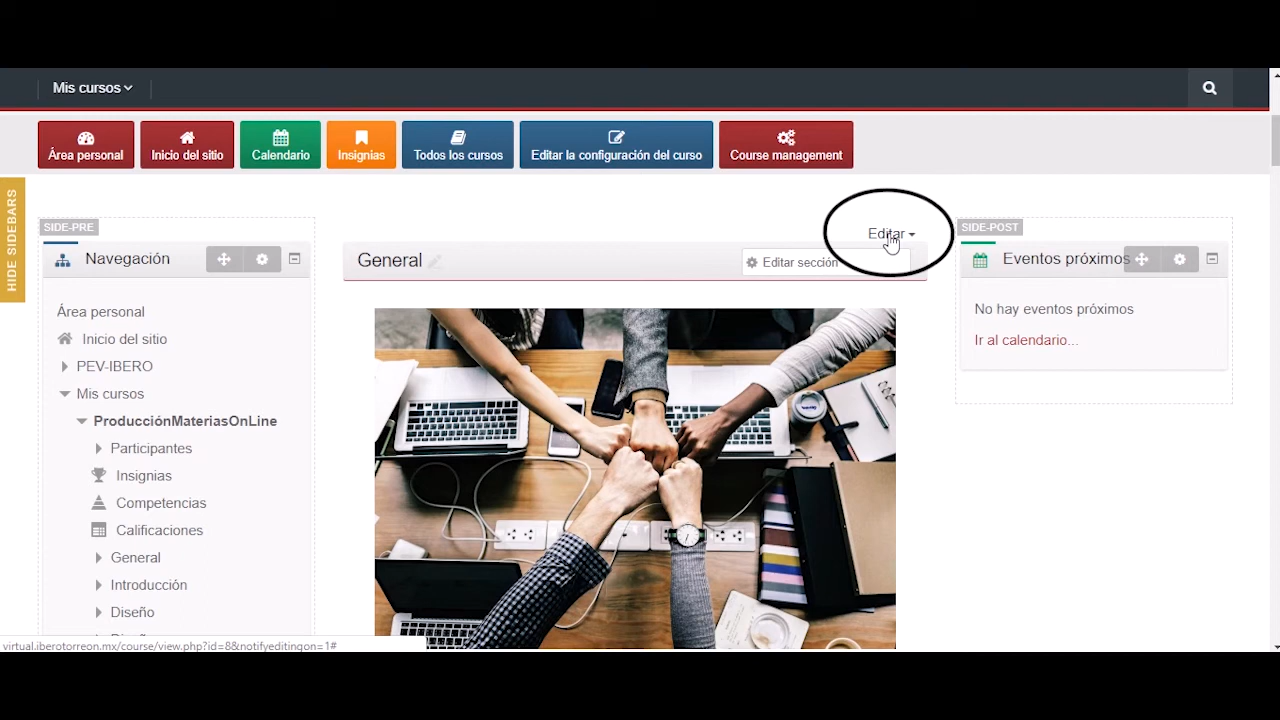 Mis cursos
Área personal
Inicio del sitio
Calendario
Insignias
Todos los cursos
Editar la configuración del curso
Course management
HIDE SIDEBARS
SIDE-PRE
Navegación
Área personal
Inicio del sitio
PEV-IBERO
Mis cursos
ProducciónMateriasOnLine
Participantes
Insignias
Competencias
Calificaciones
General
Introducción
Diseño
Editar
General
Editar sección
SIDE-POST
Eventos próximos
No hay eventos próximos
Ir al calendario...
virtual.iberotorreon.mx/course/view.php?id=8&notifyeditingon=1#